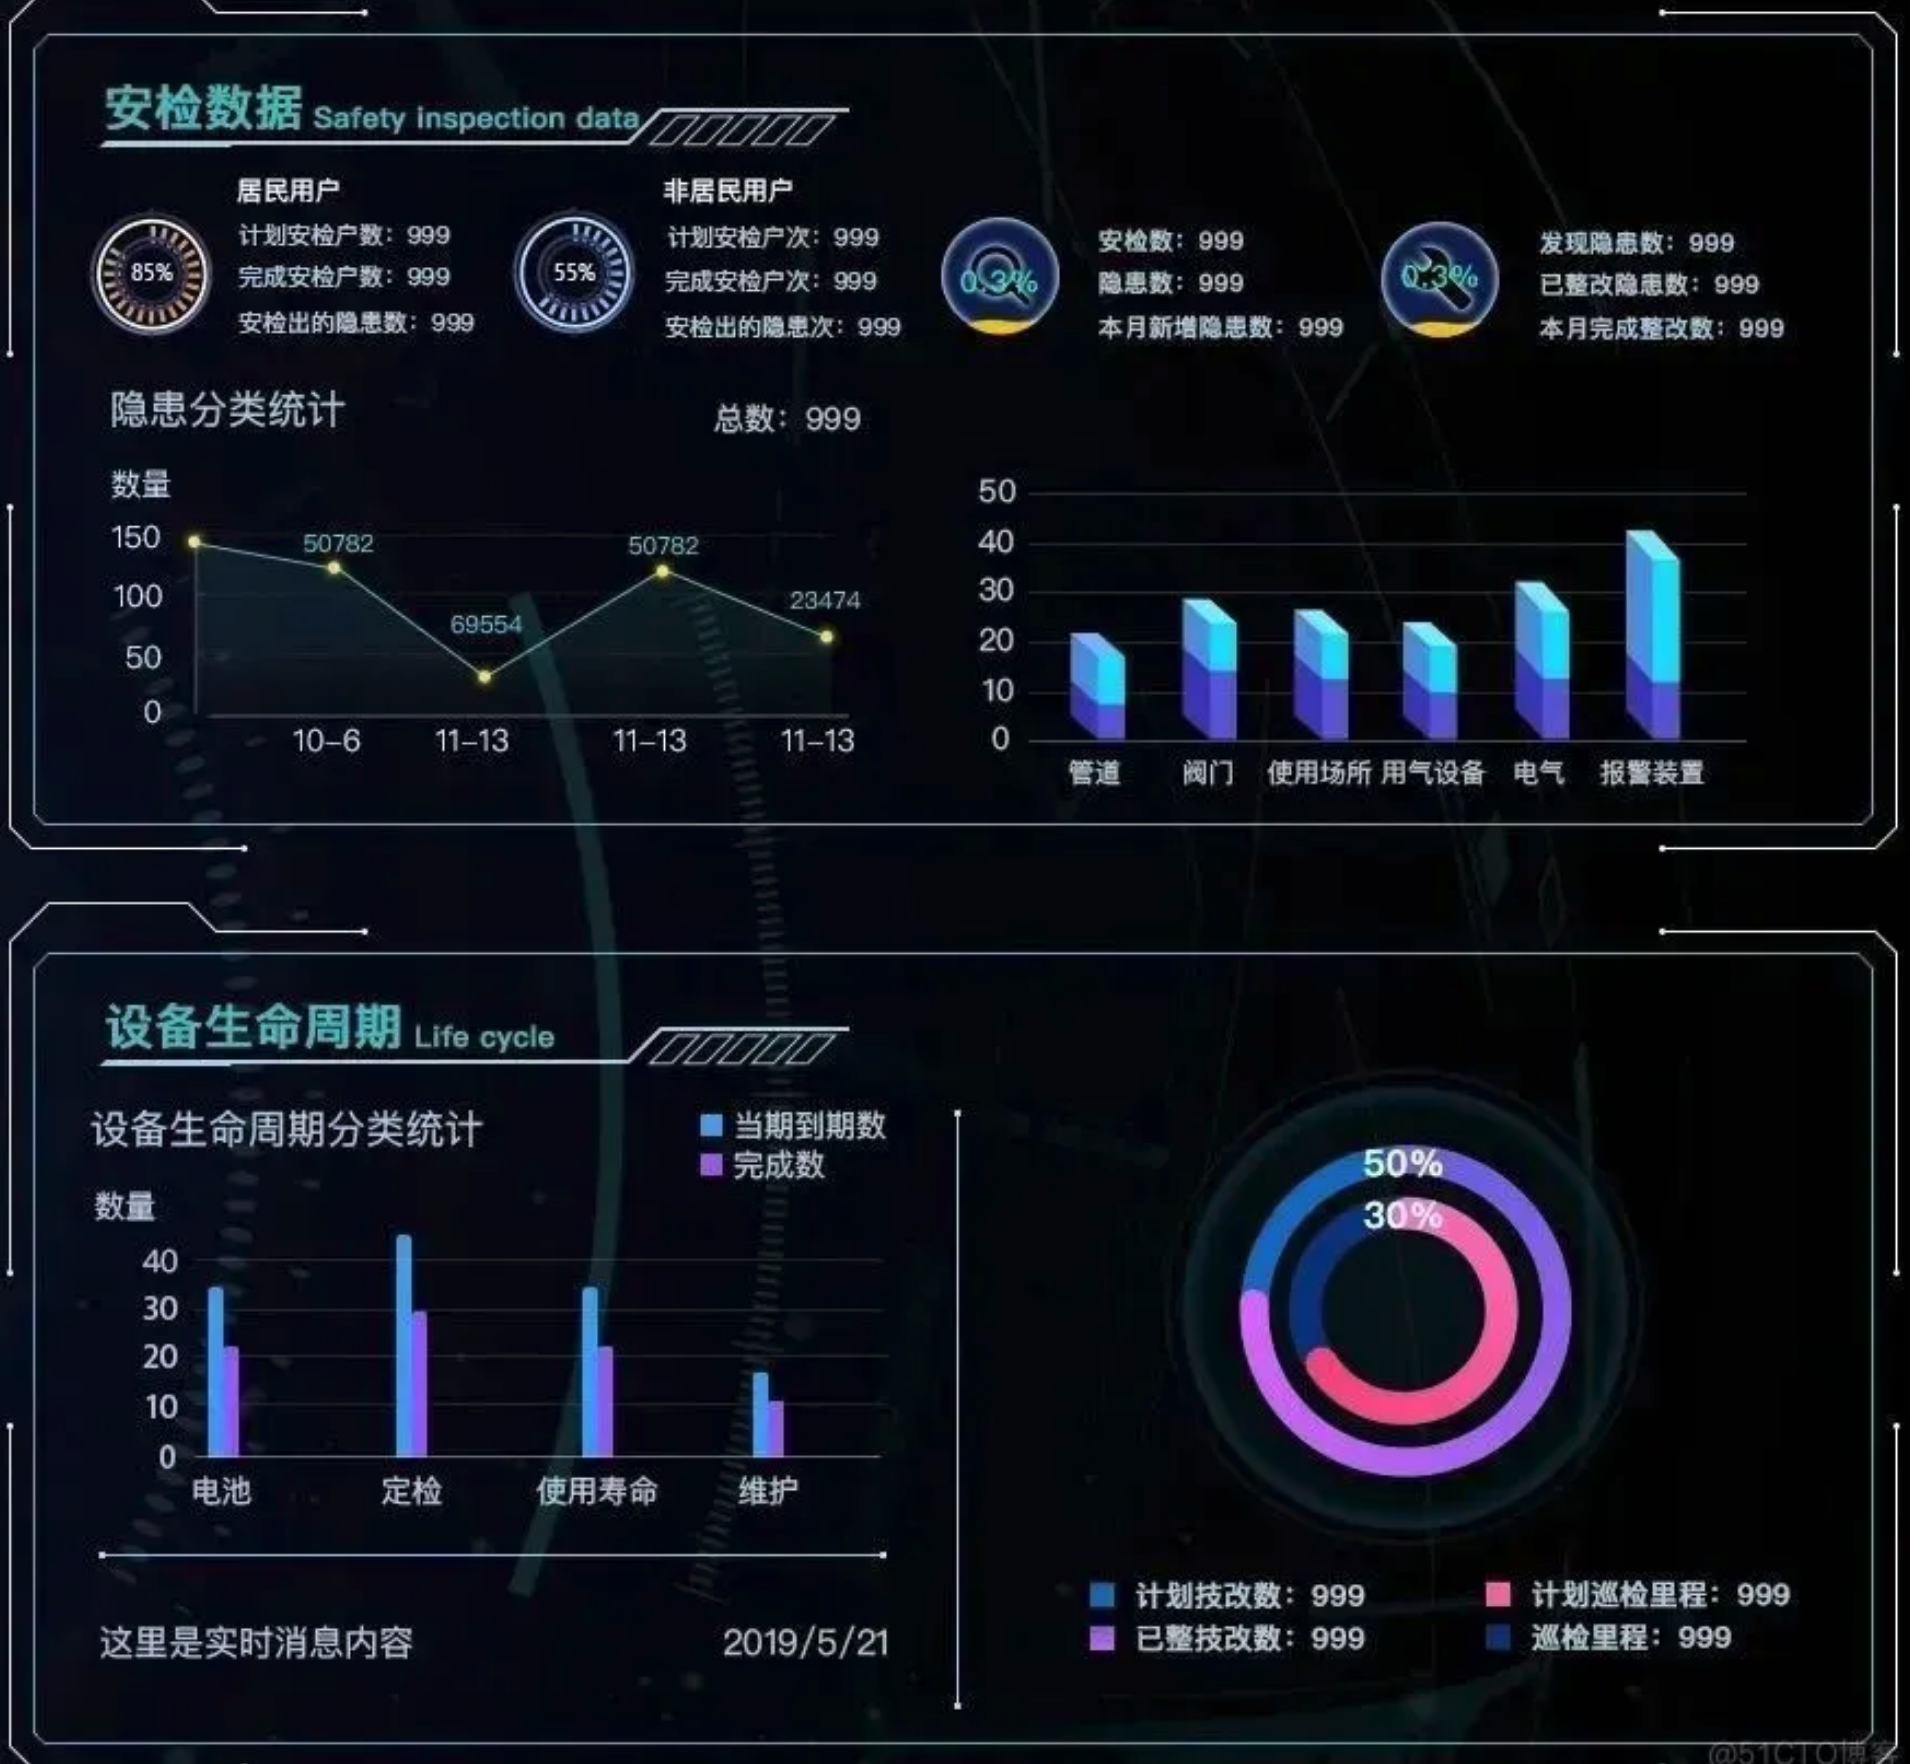 安检数据 Safety inspection data
居民用户
计划安检户数：999
完成安检户数：999
安检出的隐患数：999
85%
非居民用户
计划安检户次：999
完成安检户次：999
安检出的隐患次：999
55%
0.3%
安检数：999
隐患数：999
本月新增隐患数：999
0.3%
发现隐患数：999
已整改隐患数：999
本月完成整改数：999
隐患分类统计
总数：999
数量
150
100
50
0
50782
69554
50782
23474
10-6
11-13
11-13
11-13
50
40
30
20
10
0
管道
阀门
使用场所
用气设备
电气
报警装置
设备生命周期 Life cycle
设备生命周期分类统计
当期到期数
完成数
数量
40
30
20
10
0
电池
定检
使用寿命
维护
这里是实时消息内容
2019/5/21
50%
30%
计划技改数：999
已整技改数：999
计划巡检里程：999
巡检里程：999
@51CTO博客